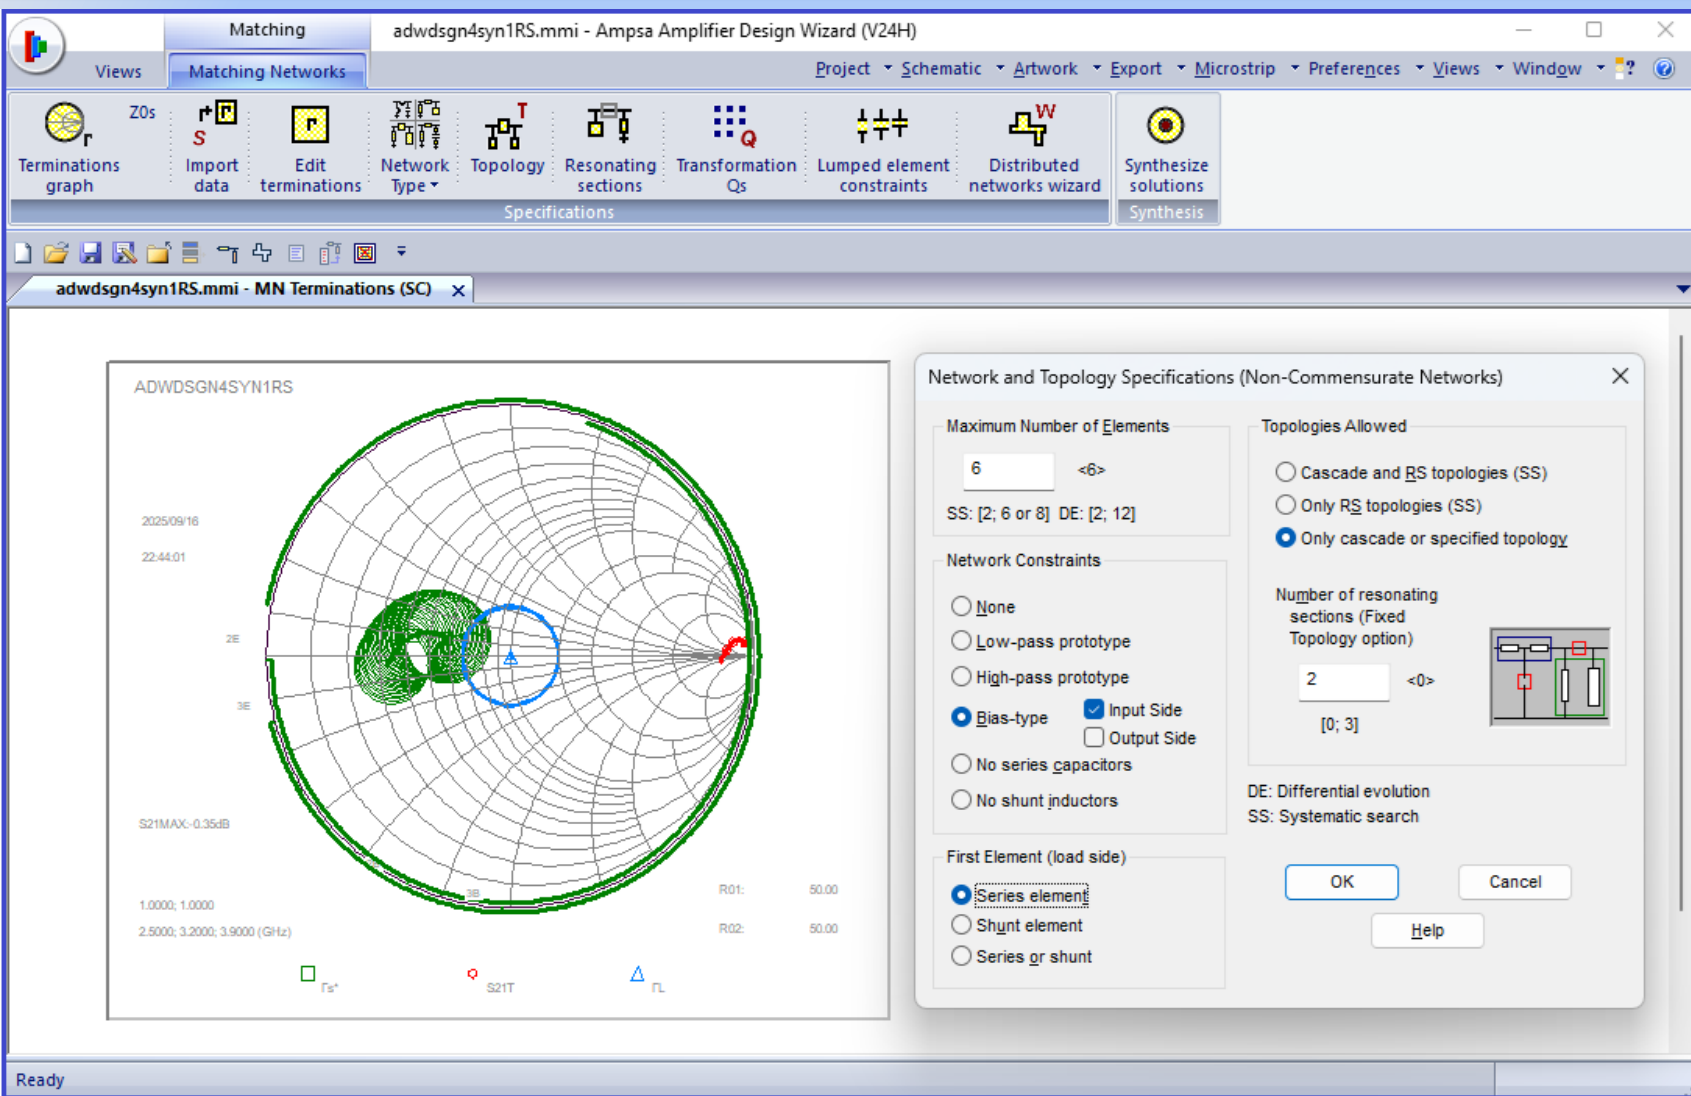 Matching
adwdsgn4syn1RS.mmi - Ampsa Amplifier Design Wizard (V24H)
Views
Matching Networks
Project Schematic Artwork Export Microstrip Preferences Views Window ?
Terminations graph
Z0s
Import data
Edit terminations
Network Type
Topology
Resonating sections
Transformation Qs
Lumped element constraints
Distributed networks wizard
Synthesize solutions
Specifications
Synthesis
adwdsgn4syn1RS.mmi - MN Terminations (SC)
ADWDSGN4SYN1RS
2025/09/16
22:44:01
2E
3E
S21MAX:-0.35dB
3B
R01: 50.00
1.0000; 1.0000
R02: 50.00
2.5000; 3.2000; 3.9000 (GHz)
Γs*
S21T
ΓL
Network and Topology Specifications (Non-Commensurate Networks)
Maximum Number of Elements
6 <6>
SS: [2; 6 or 8] DE: [2; 12]
Network Constraints
None
Low-pass prototype
High-pass prototype
Bias-type
Input Side
Output Side
No series capacitors
No shunt inductors
First Element (load side)
Series element
Shunt element
Series or shunt
Topologies Allowed
Cascade and RS topologies (SS)
Only RS topologies (SS)
Only cascade or specified topology
Number of resonating
sections (Fixed
Topology option)
2 <0>
[0; 3]
DE: Differential evolution
SS: Systematic search
OK
Cancel
Help
Ready